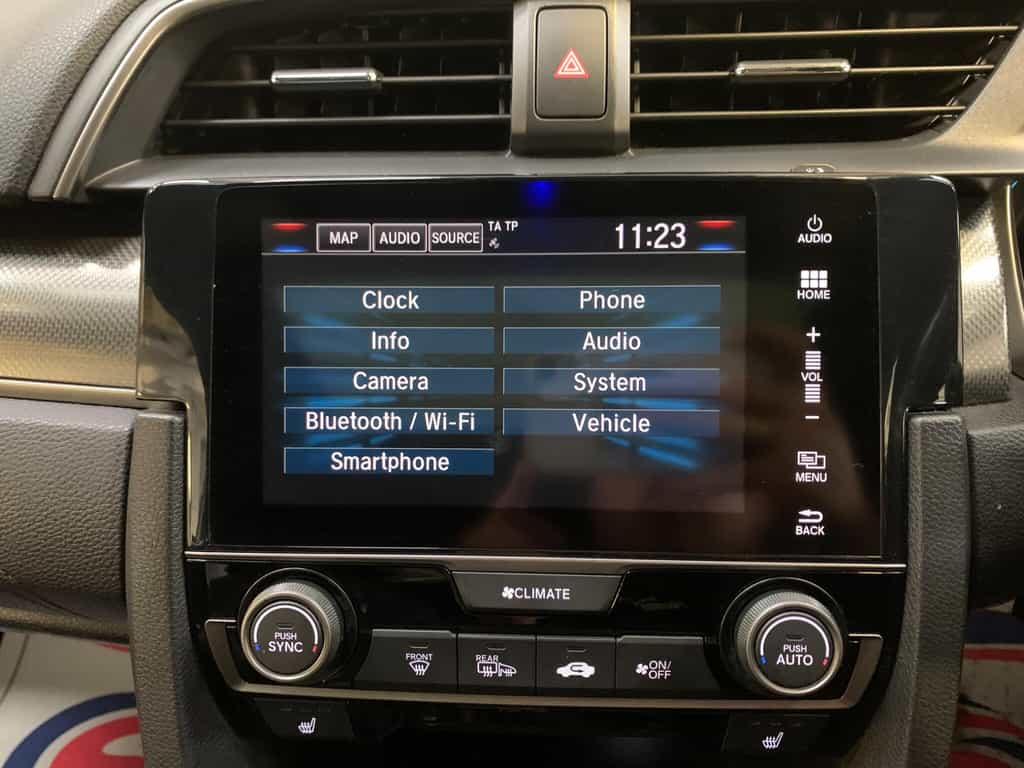 MAP AUDIO SOURCE TA TP 11:23
AUDIO
HOME
Clock Phone
Info Audio
+
VOL
-
Camera System
Bluetooth / Wi-Fi Vehicle
Smartphone
MENU
BACK
CLIMATE
PUSH
SYNC
FRONT
REAR
ON/
OFF
PUSH
AUTO